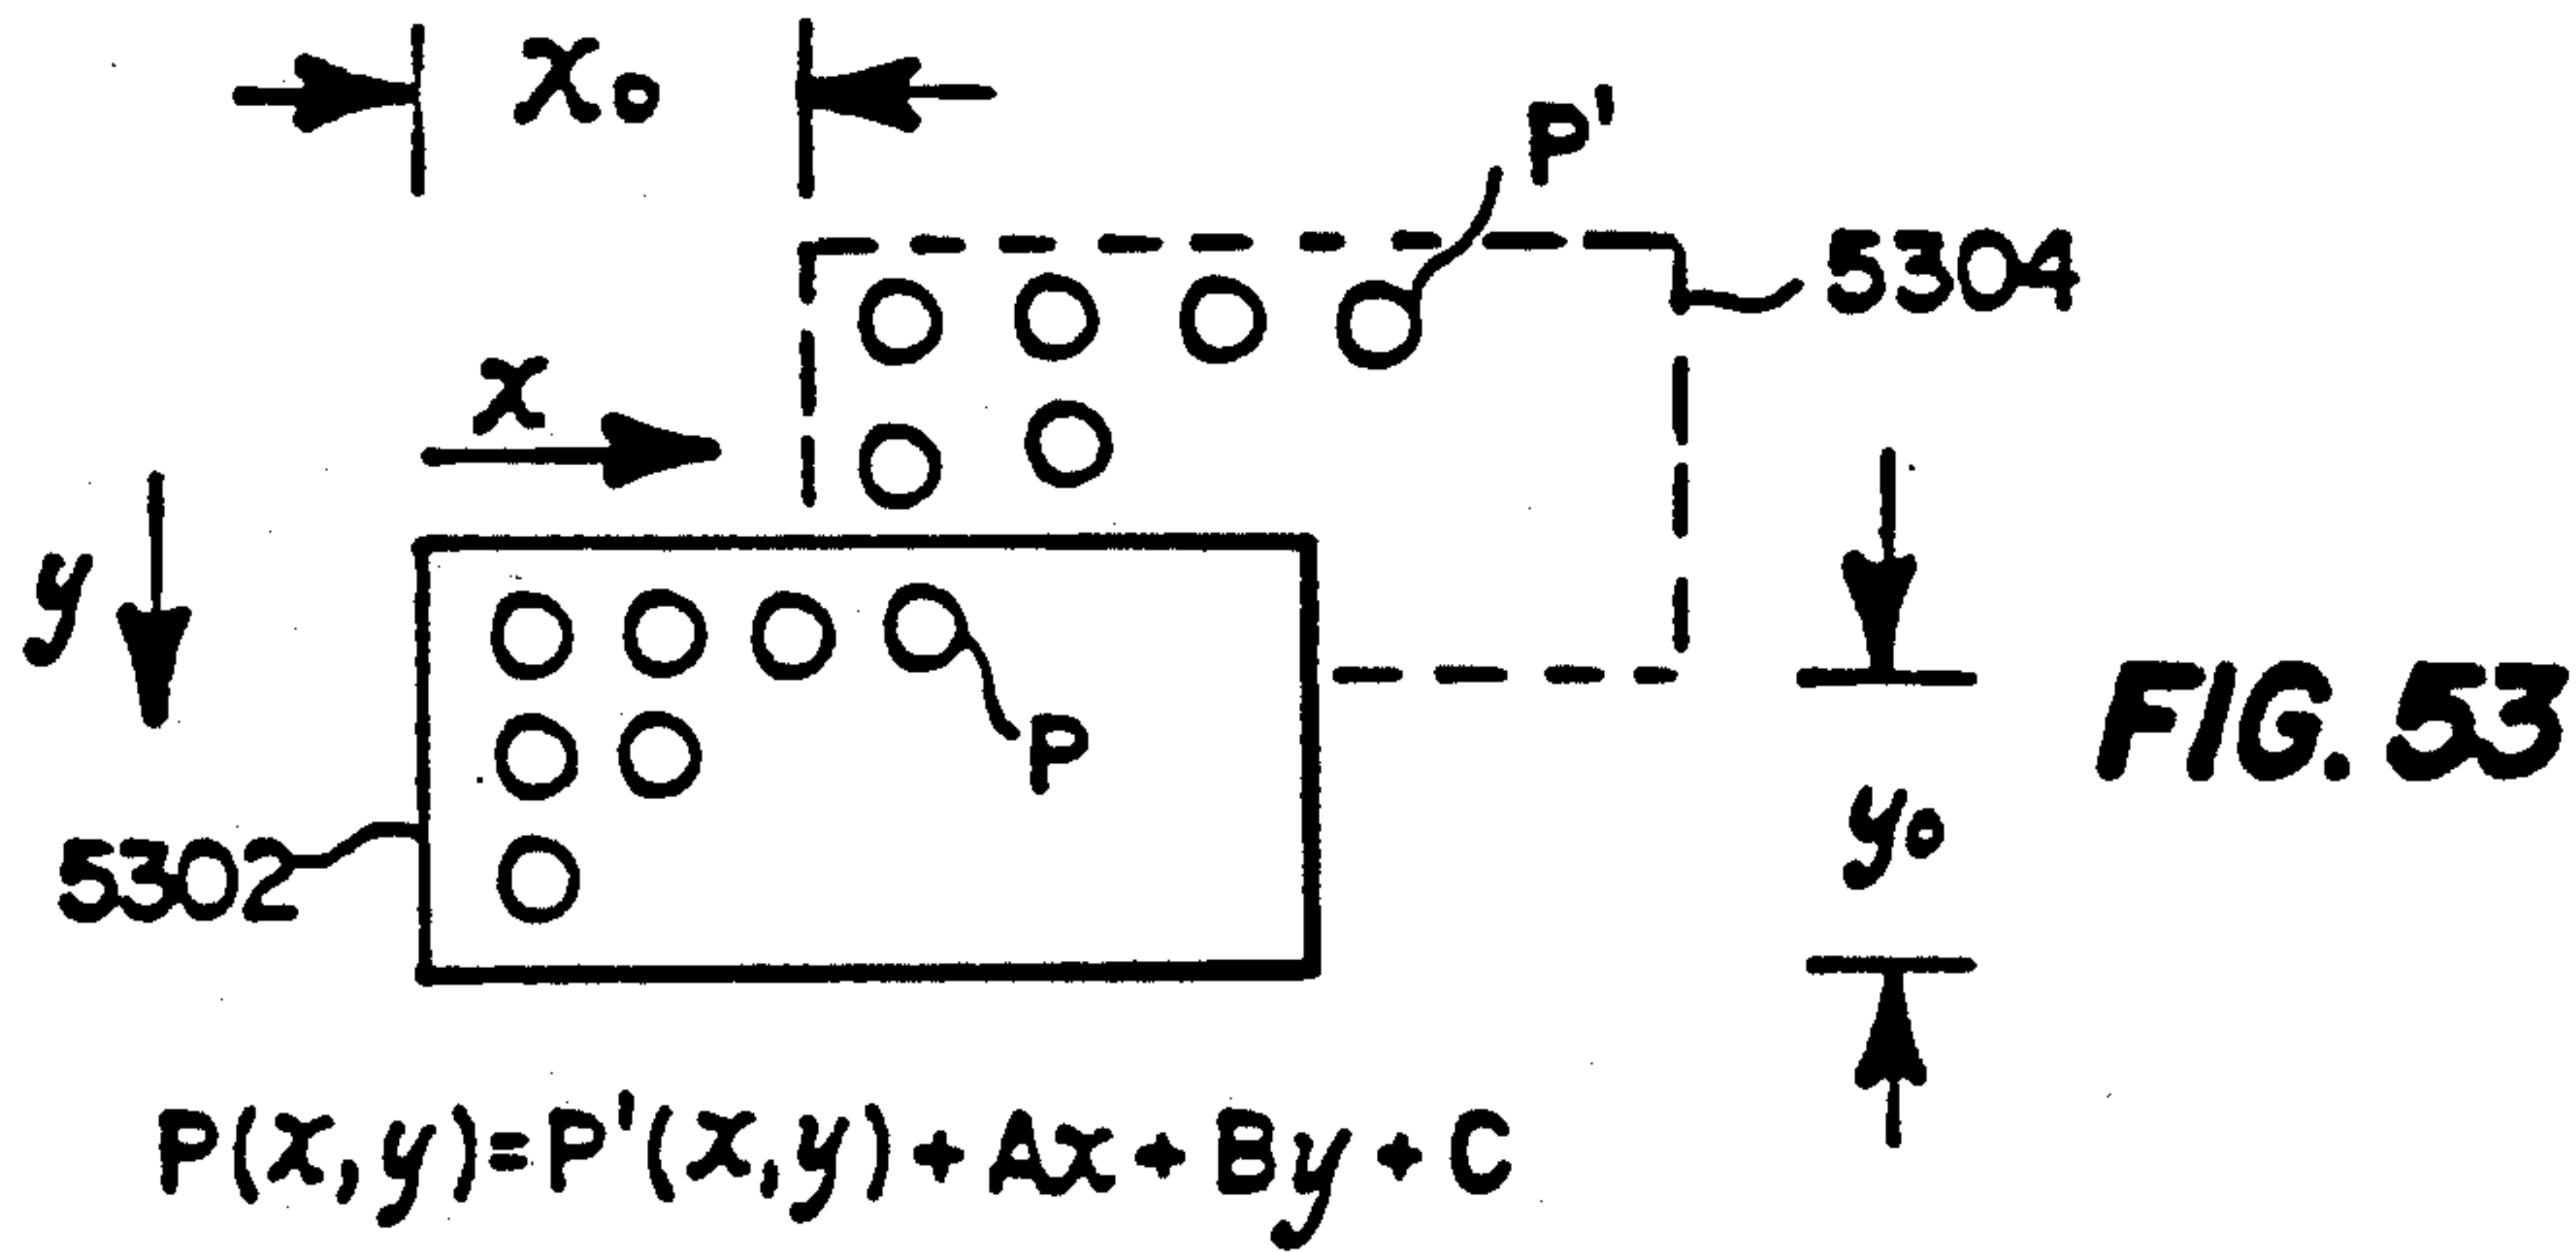 x₀
P'
5304
x
y
P
FIG. 53
y₀
5302
P(x,y)=P'(x,y)+Ax+By+C